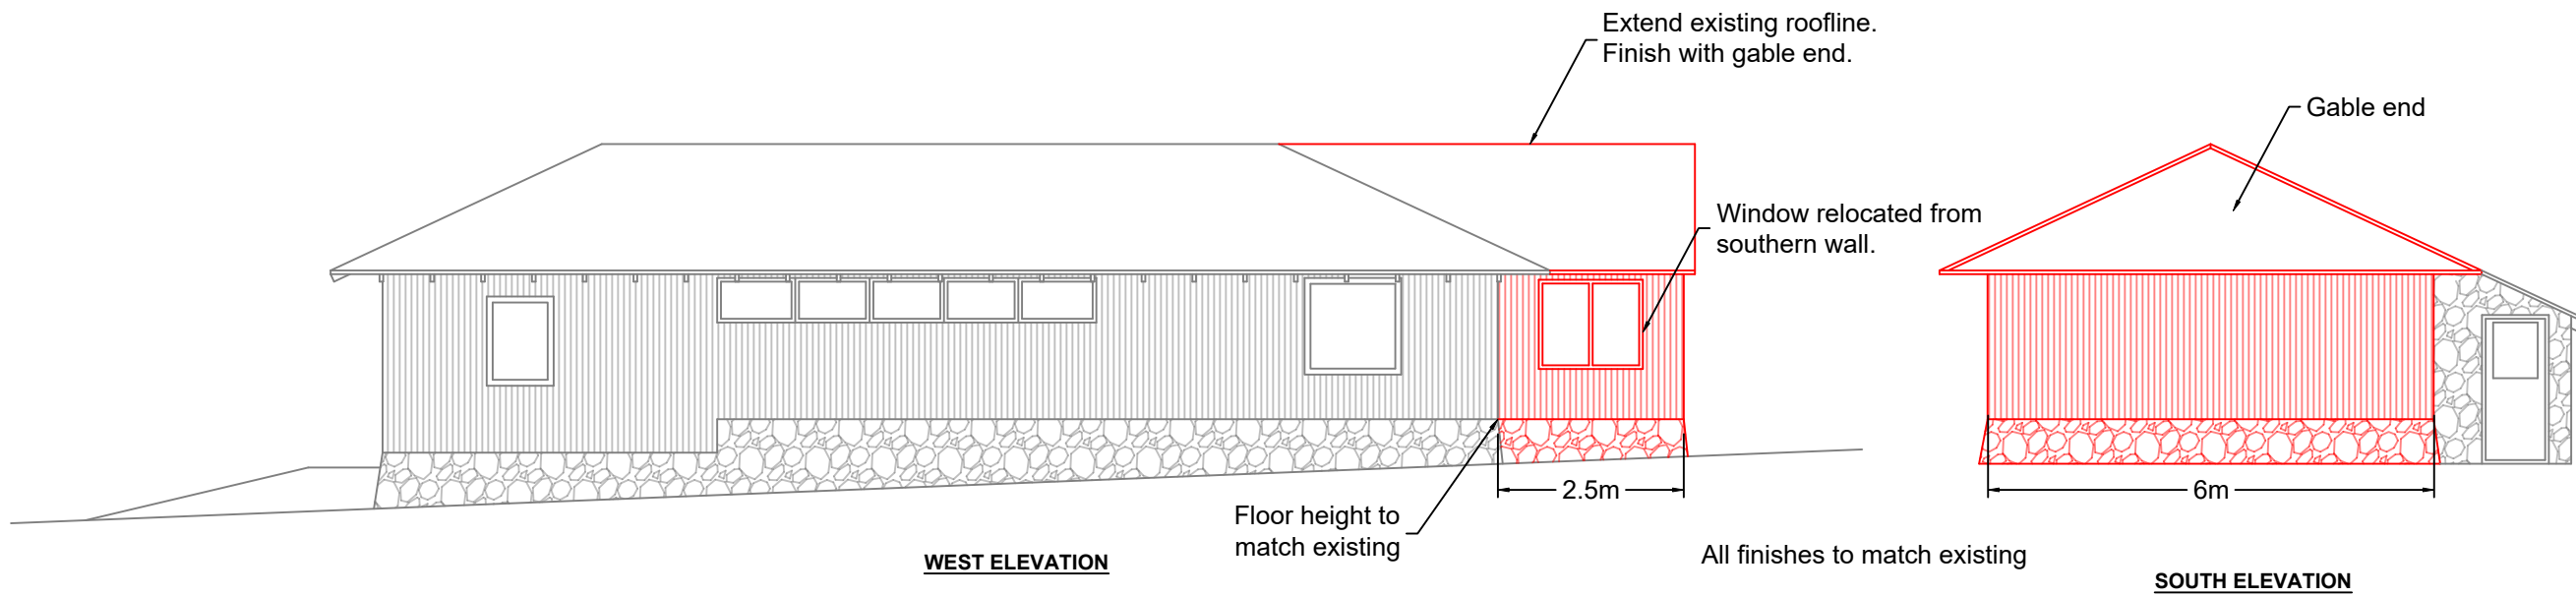 Extend existing roofline.
Finish with gable end.
Gable end
Window relocated from
southern wall.
2.5m
6m
Floor height to
match existing
WEST ELEVATION
All finishes to match existing
SOUTH ELEVATION